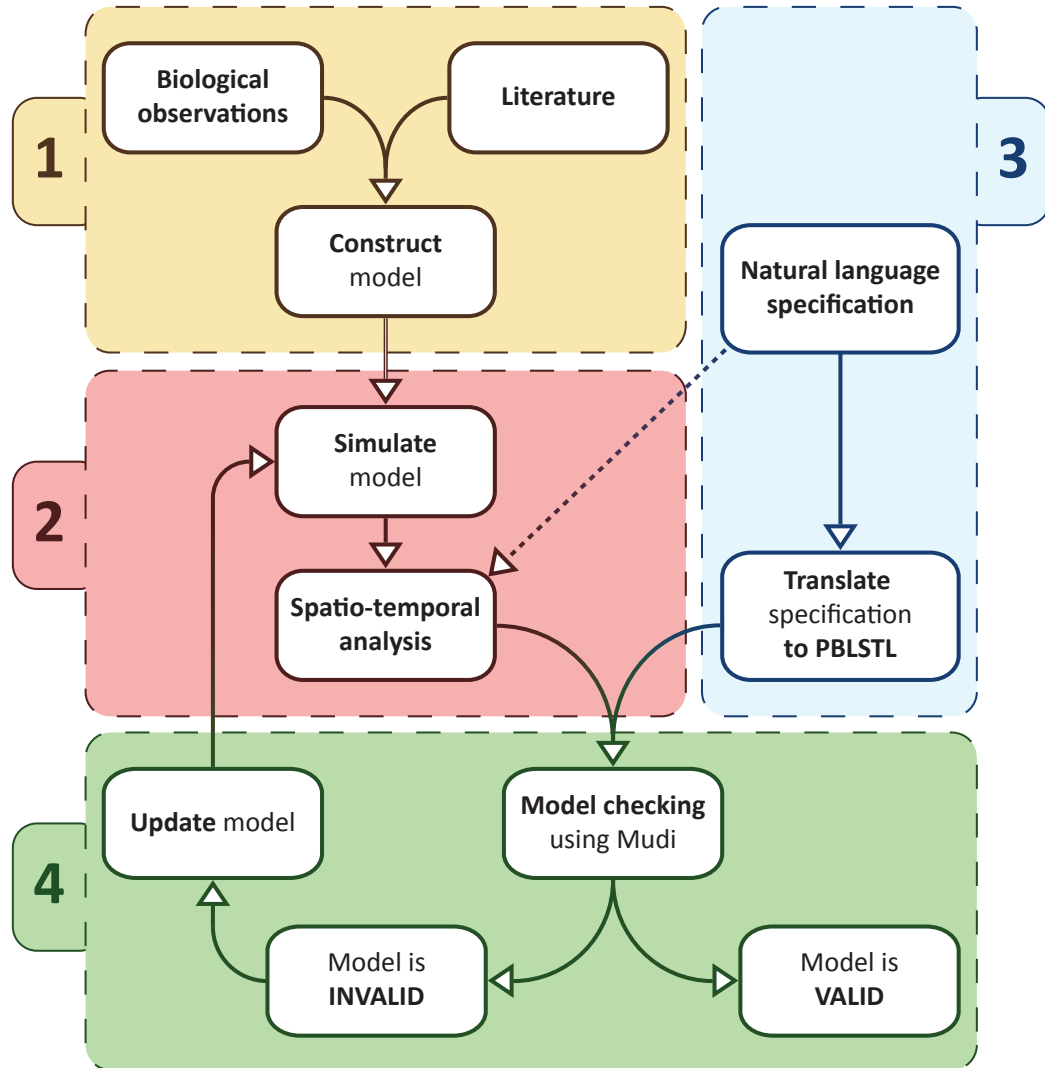 1
Biological
observations
Literature
Construct
model
2
Simulate
model
Spatio-temporal
analysis
3
Natural language
specification
Translate
specification
to PBLSTL
4
Update model
Model checking
using Mudi
Model is
INVALID
Model is
VALID